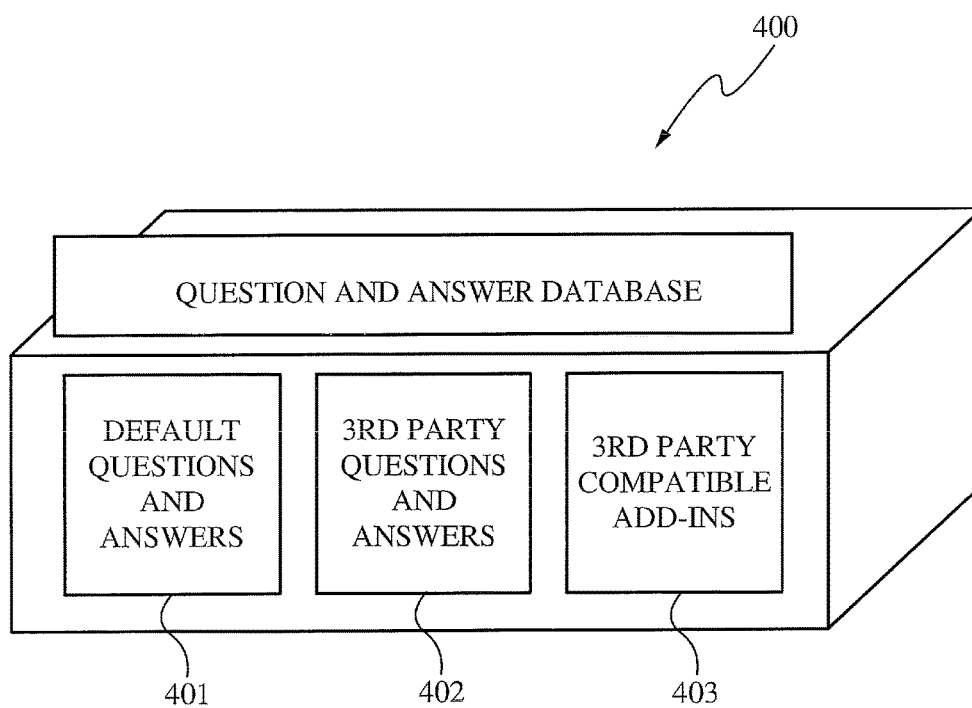 400
QUESTION AND ANSWER DATABASE
DEFAULT
QUESTIONS
AND
ANSWERS
3RD PARTY
QUESTIONS
AND
ANSWERS
3RD PARTY
COMPATIBLE
ADD-INS
401
402
403